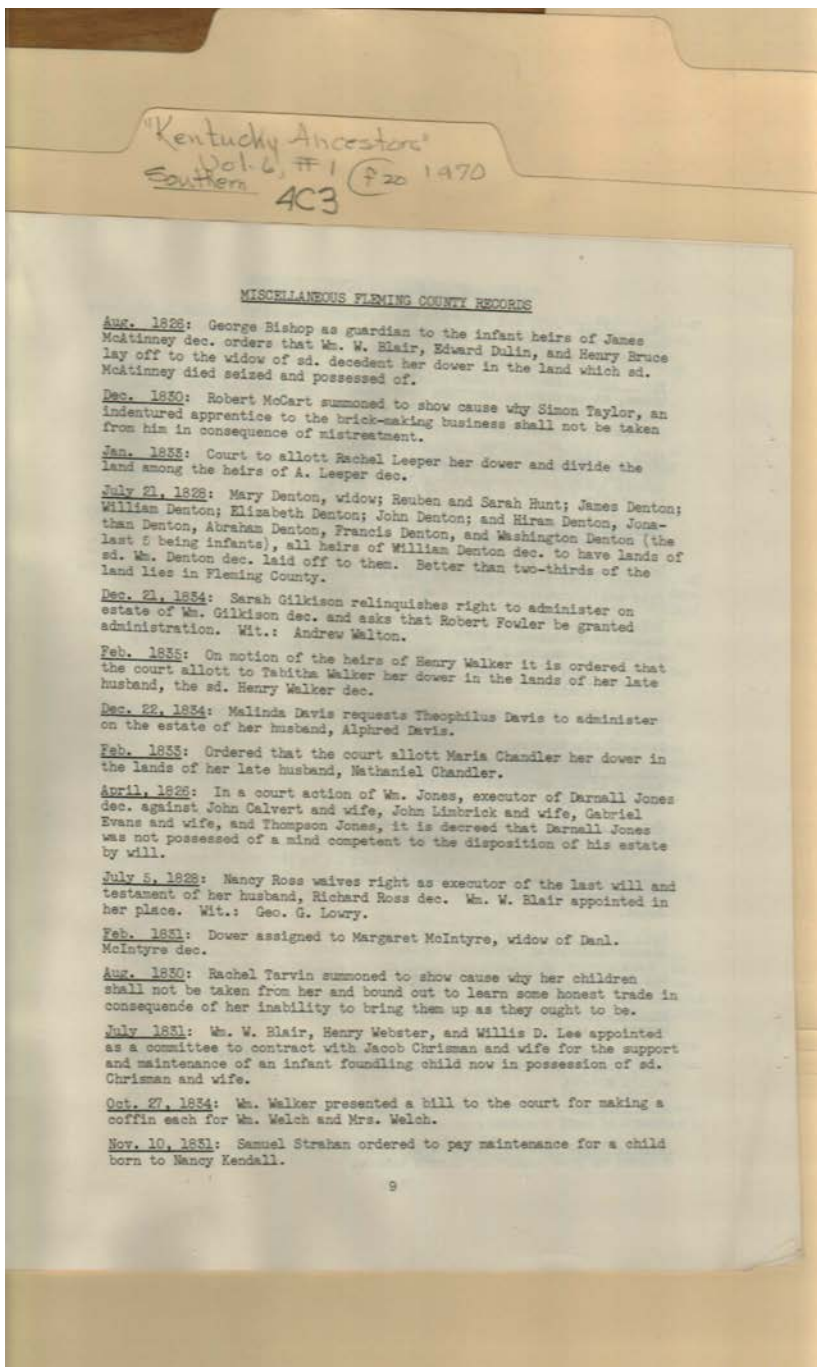 "Kentucky Ancestors"
Vol. 6, #1 p 20 1970
Southern
4C3
MISCELLANEOUS FLEMING COUNTY RECORDS
Aug. 1826: George Bishop as guardian to the infant heirs of James
McAtinney dec. orders that Wm. W. Blair, Edward Dulin, and Henry Bruce
lay off to the widow of sd. decedent her dower in the land which sd.
McAtinney died seized and possessed of.
Dec. 1830: Robert McCart summoned to show cause why Simon Taylor, an
indentured apprentice to the brick-making business shall not be taken
from him in consequence of mistreatment.
Jan. 1833: Court to allott Rachel Leeper her dower and divide the
land among the heirs of A. Leeper dec.
July 21, 1828: Mary Denton, widow; Reuben and Sarah Hunt; James Denton;
William Denton; Elizabeth Denton; John Denton; and Hiram Denton, Jona-
than Denton, Abraham Denton, Francis Denton, and Washington Denton (the
last 5 being infants), all heirs of William Denton dec. to have lands of
sd. Wm. Denton dec. laid off to them. Better than two-thirds of the
land lies in Fleming County.
Dec. 21, 1834: Sarah Gilkison relinquishes right to administer on
estate of Wm. Gilkison dec. and asks that Robert Fowler be granted
administration. Wit.: Andrew Walton.
Feb. 1835: On motion of the heirs of Henry Walker it is ordered that
the court allott to Tabitha Walker her dower in the lands of her late
husband, the sd. Henry Walker dec.
Dec. 22, 1834: Malinda Davis requests Theophilus Davis to administer
on the estate of her husband, Alphred Davis.
Feb. 1833: Ordered that the court allott Maria Chandler her dower in
the lands of her late husband, Nathaniel Chandler.
April, 1826: In a court action of Wm. Jones, executor of Darnall Jones
dec. against John Calvert and wife, John Limbrick and wife, Gabriel
Evans and wife, and Thompson Jones, it is decreed that Darnall Jones
was not possessed of a mind competent to the disposition of his estate
by will.
July 5, 1828: Nancy Ross waives right as executor of the last will and
testament of her husband, Richard Ross dec. Wm. W. Blair appointed in
her place. Wit.: Geo. G. Lowry.
Feb. 1831: Dower assigned to Margaret McIntyre, widow of Danl.
McIntyre dec.
Aug. 1830: Rachel Tarvin summoned to show cause why her children
shall not be taken from her and bound out to learn some honest trade in
consequence of her inability to bring them up as they ought to be.
July 1831: Wm. W. Blair, Henry Webster, and Willis D. Lee appointed
as a committee to contract with Jacob Chrisman and wife for the support
and maintenance of an infant foundling child now in possession of sd.
Chrisman and wife.
Oct. 27, 1834: Wm. Walker presented a bill to the court for making a
coffin each for Wm. Welch and Mrs. Welch.
Nov. 10, 1831: Samuel Strahan ordered to pay maintenance for a child
born to Nancy Kendall.
9